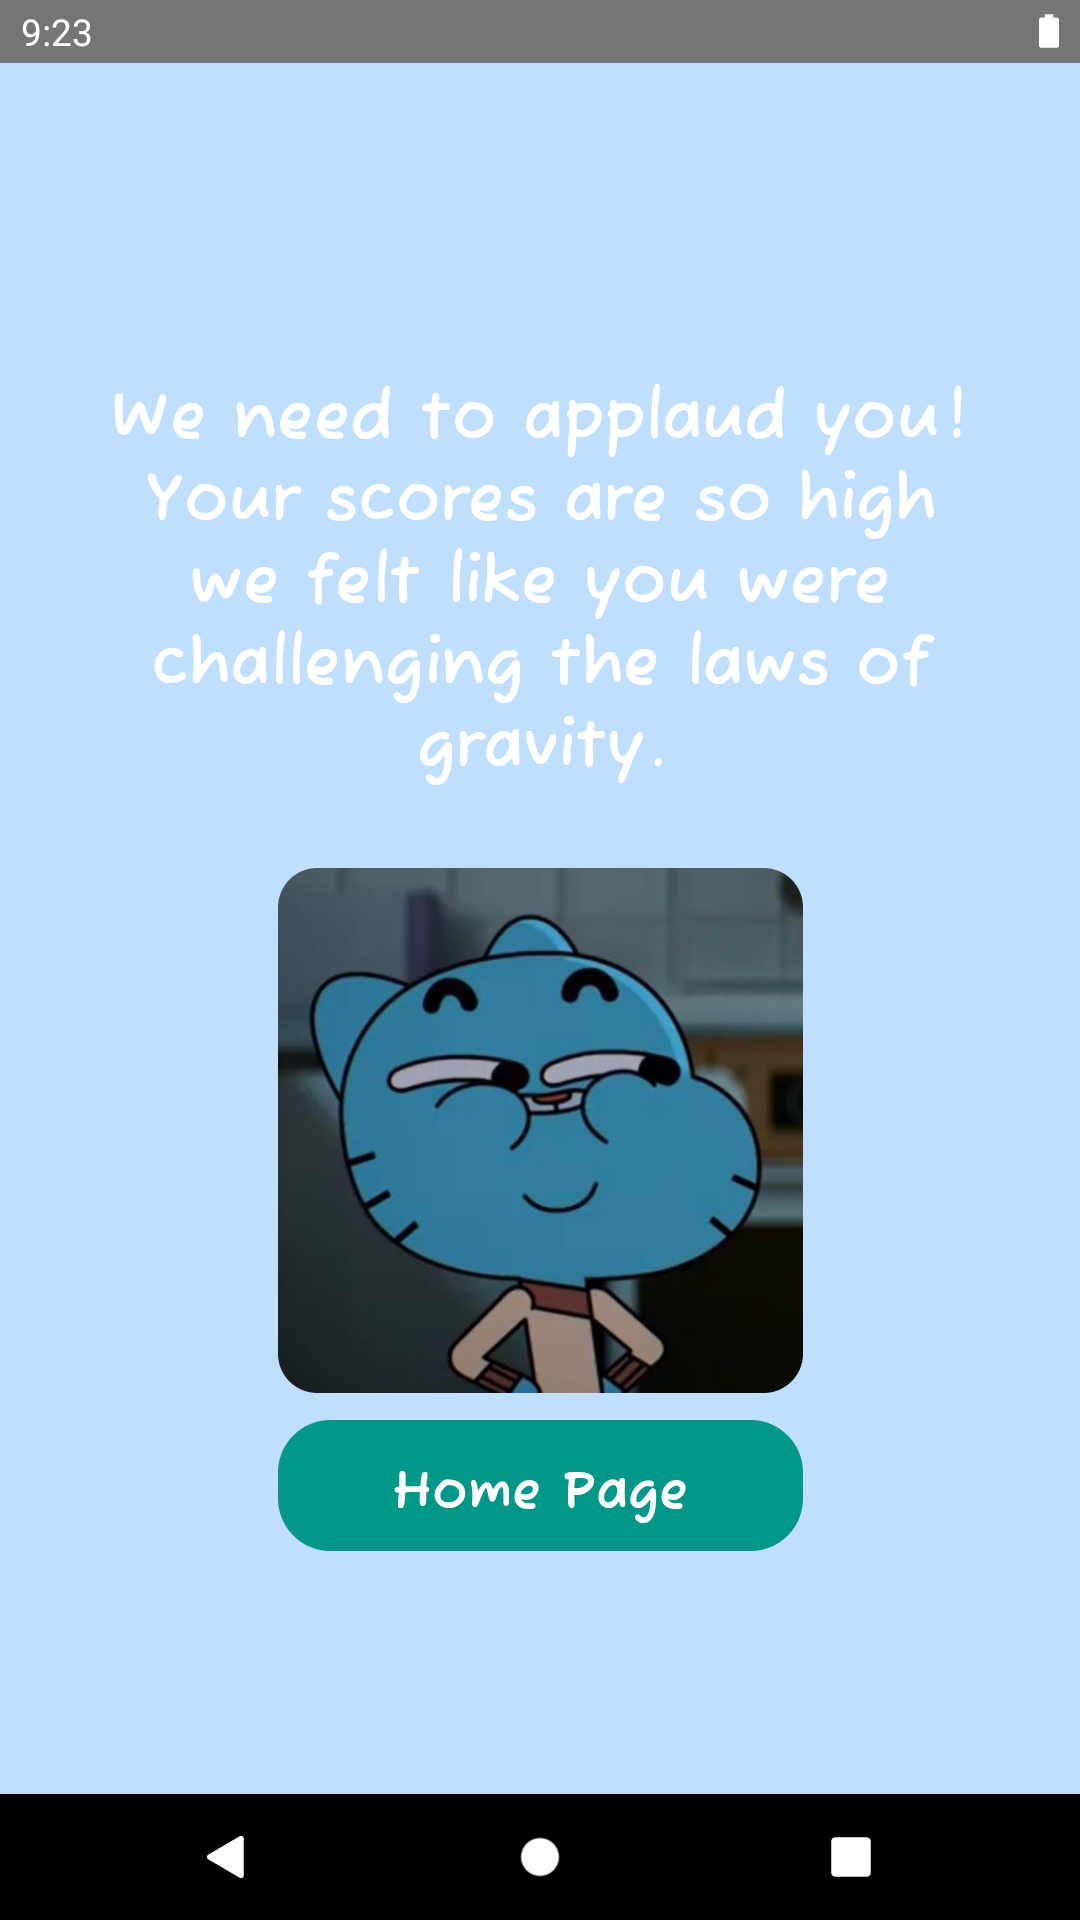 9:23
We need to applaud you!
Your scores are so high
we felt like you were
challenging the laws of
gravity.
Home Page